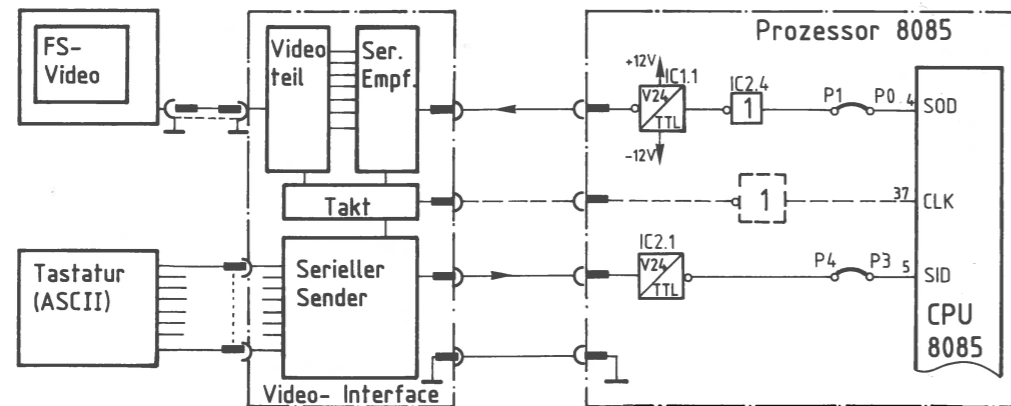 FS-
Video
Video
teil
Ser.
Empf.
Takt
Tastatur
(ASCII)
Serieller
Sender
Video- Interface
Prozessor 8085
+12V
IC1.1
V24
TTL
-12V
IC2.4
1
P1
P0
4
SOD
1
37
CLK
IC2.1
V24
TTL
P4
P3
5
SID
CPU
8085